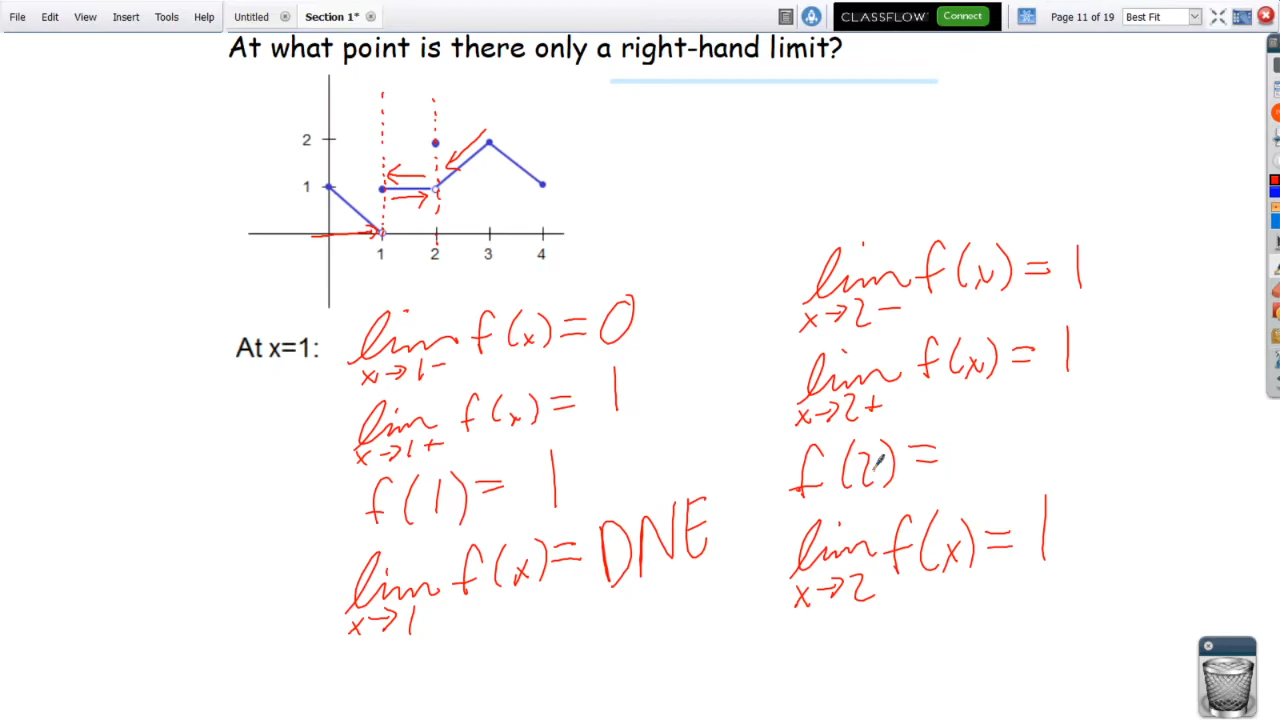 File Edit View Insert Tools Help Untitled Section 1* CLASSFLOW Connect Page 11 of 19 Best Fit
At what point is there only a right-hand limit?
2
1
1 2 3 4
At x=1:
lim f(x) = 0
x→1-
lim f(x) = 1
x→1+
f(1) = 1
lim f(x) = DNE
x→1
lim f(x) = 1
x→2-
lim f(x) = 1
x→2+
f(2) =
lim f(x) = 1
x→2